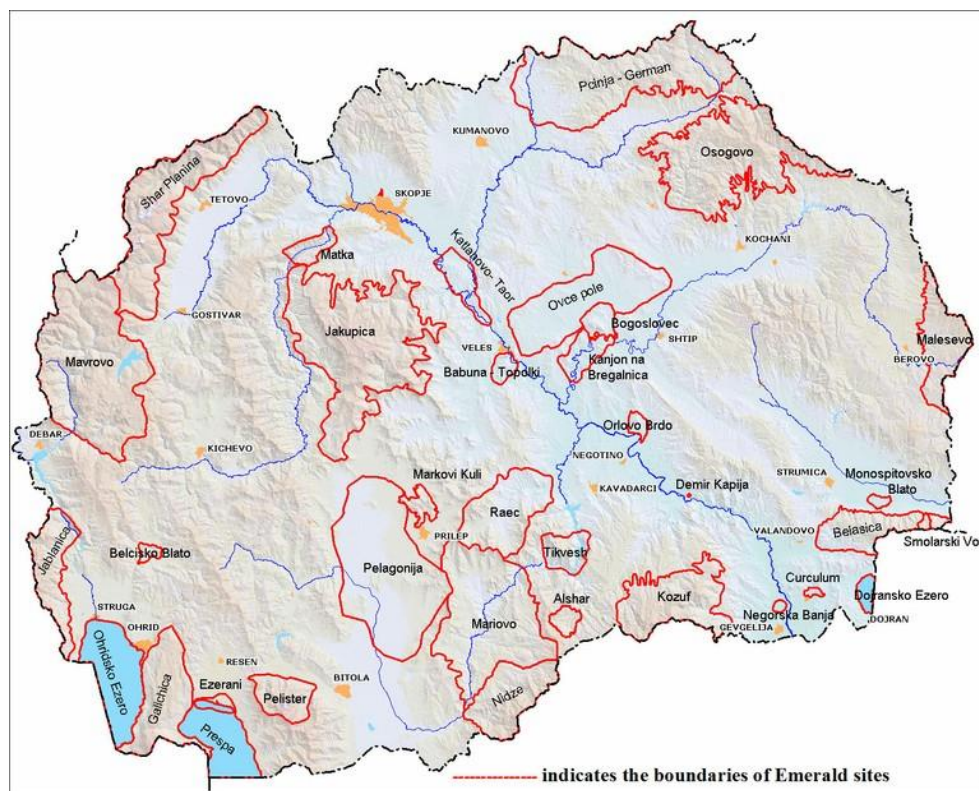 Pcinja - German
KUMANOVO
Osogovo
Shar Planina
TETOVO
SKOPJE
KOCHANI
Matka
Katlahovo- Taor
Ovce pole
GOSTIVAR
Jakupica
Bogoslovec
SHTIP
Malesevo
Mavrovo
VELES
Kanjon na
Bregalnica
BEROVO
Babuna - Topolki
DEBAR
KICHEVO
Orlovo Brdo
NEGOTINO
Markovi Kuli
STRUMICA
Monospitovsko
Blato
KAVADARCI
Demir Kapija
Raec
Jablanica
Belcisko Blato
PRILEP
VALANDOVO
Belasica
Smolarski Vo
Tikvesh
Pelagonija
Curculum
Dojransko Ezero
STRUGA
Alshar
Kozuf
Negorska Banja
DOJRAN
OHRID
Mariovo
GEVGELIJA
Ohridsko Ezero
Galichica
RESEN
Ezerani
Pelister
BITOLA
Nidze
Prespa
indicates the boundaries of Emerald sites